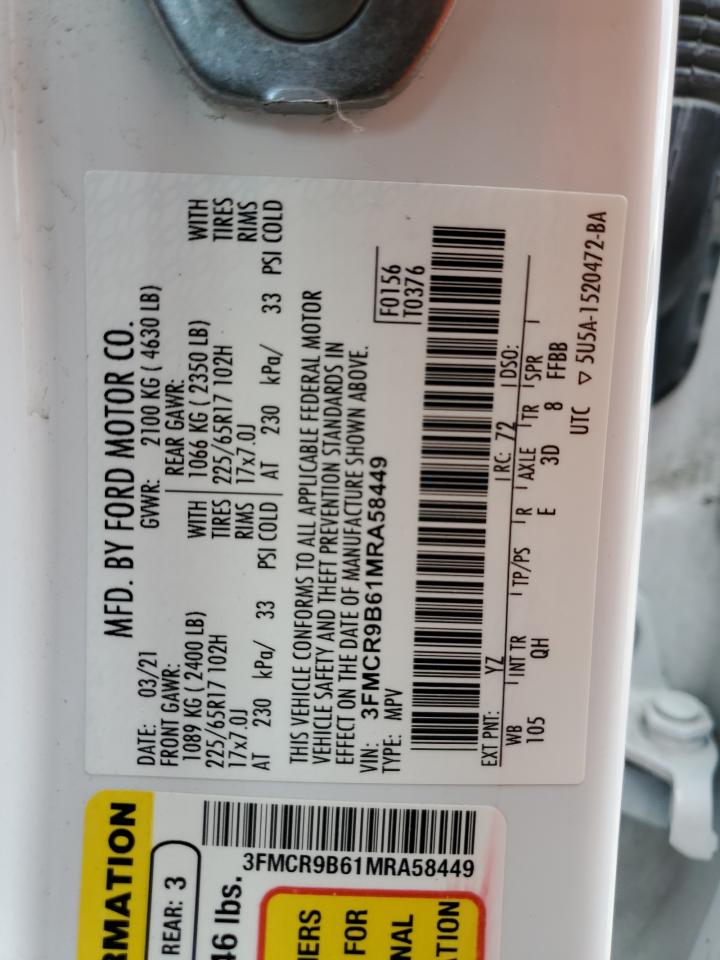 MFD. BY FORD MOTOR CO.
DATE: 03/21 GVWR: 2100 KG ( 4630 LB)
FRONT GAWR: REAR GAWR:
1089 KG ( 2400 LB) WITH 1066 KG ( 2350 LB) WITH
225/65R17 102H TIRES 225/65R17 102H TIRES
17x7.0J RIMS 17x7.0J RIMS
AT 230 kPa/ 33 PSI COLD AT 230 kPa/ 33 PSI COLD
THIS VEHICLE CONFORMS TO ALL APPLICABLE FEDERAL MOTOR
VEHICLE SAFETY AND THEFT PREVENTION STANDARDS IN
EFFECT ON THE DATE OF MANUFACTURE SHOWN ABOVE.
VIN: 3FMCR9B61MRA58449
TYPE: MPV
F0156
T0376
EXT PNT: YZ RC: 72 DSO:
WB INT TR TP/PS R AXLE TR SPR
105 QH E 3D 8 FFBB
UTC ▽ 5U5A-1520472-BA
RMATION
REAR: 3
3FMCR9B61MRA58449
46 lbs.
ERS
FOR
NAL
ATION